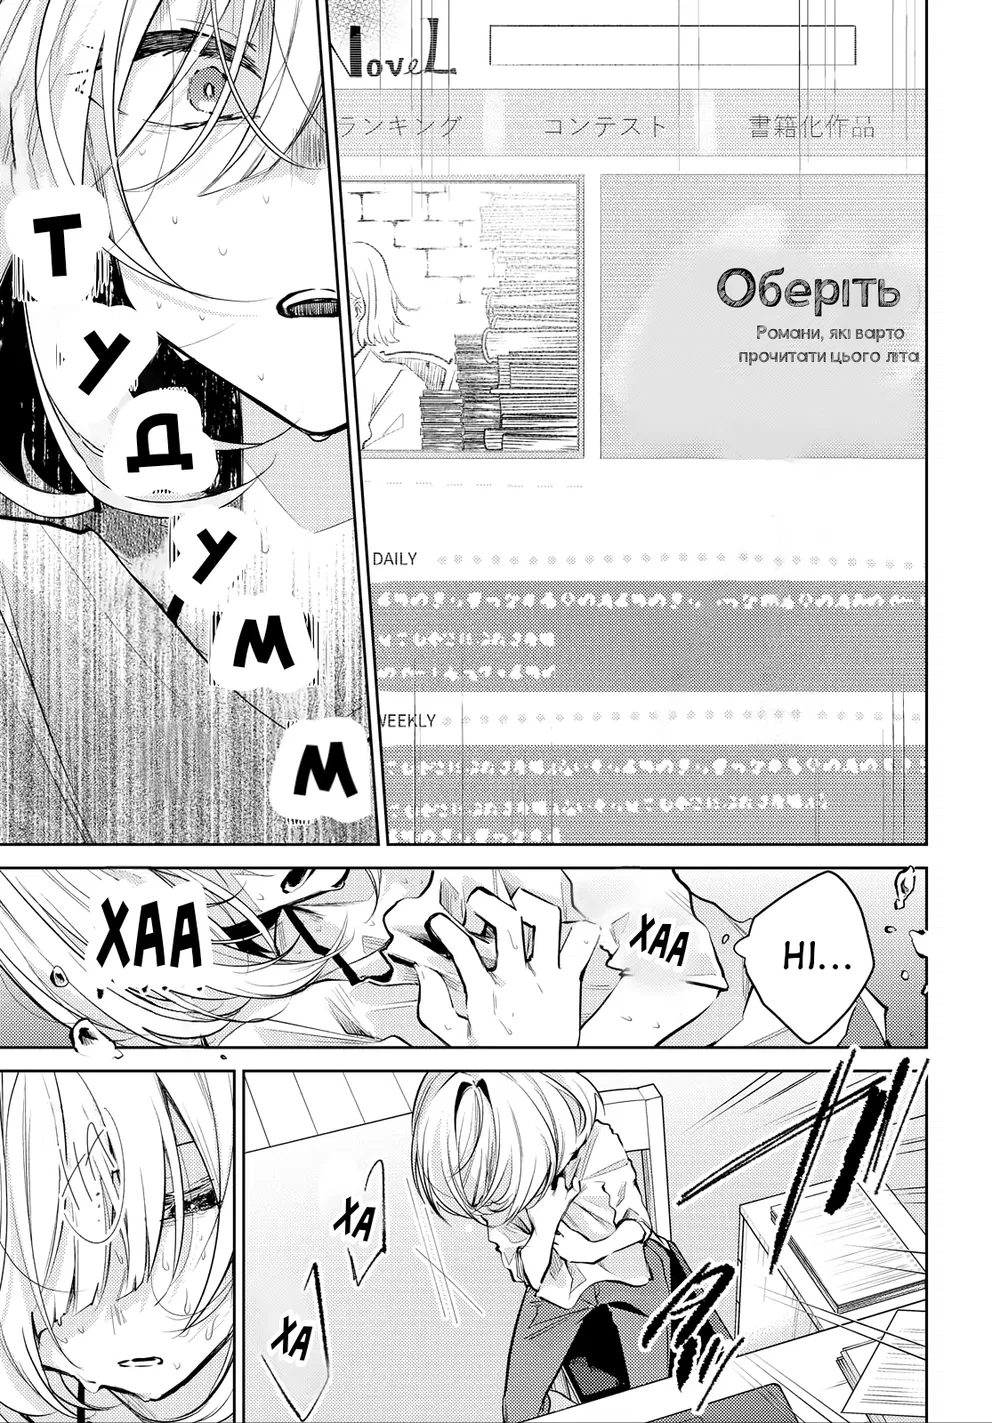 Novel
ランキング
コンテスト
書籍化作品
Оберіть
Романи, які варто
прочитати цього літа
DAILY
WEEKLY
Т
У
Д
У
М
М
НІ...
ХАА
ХАА
ХА
ХА